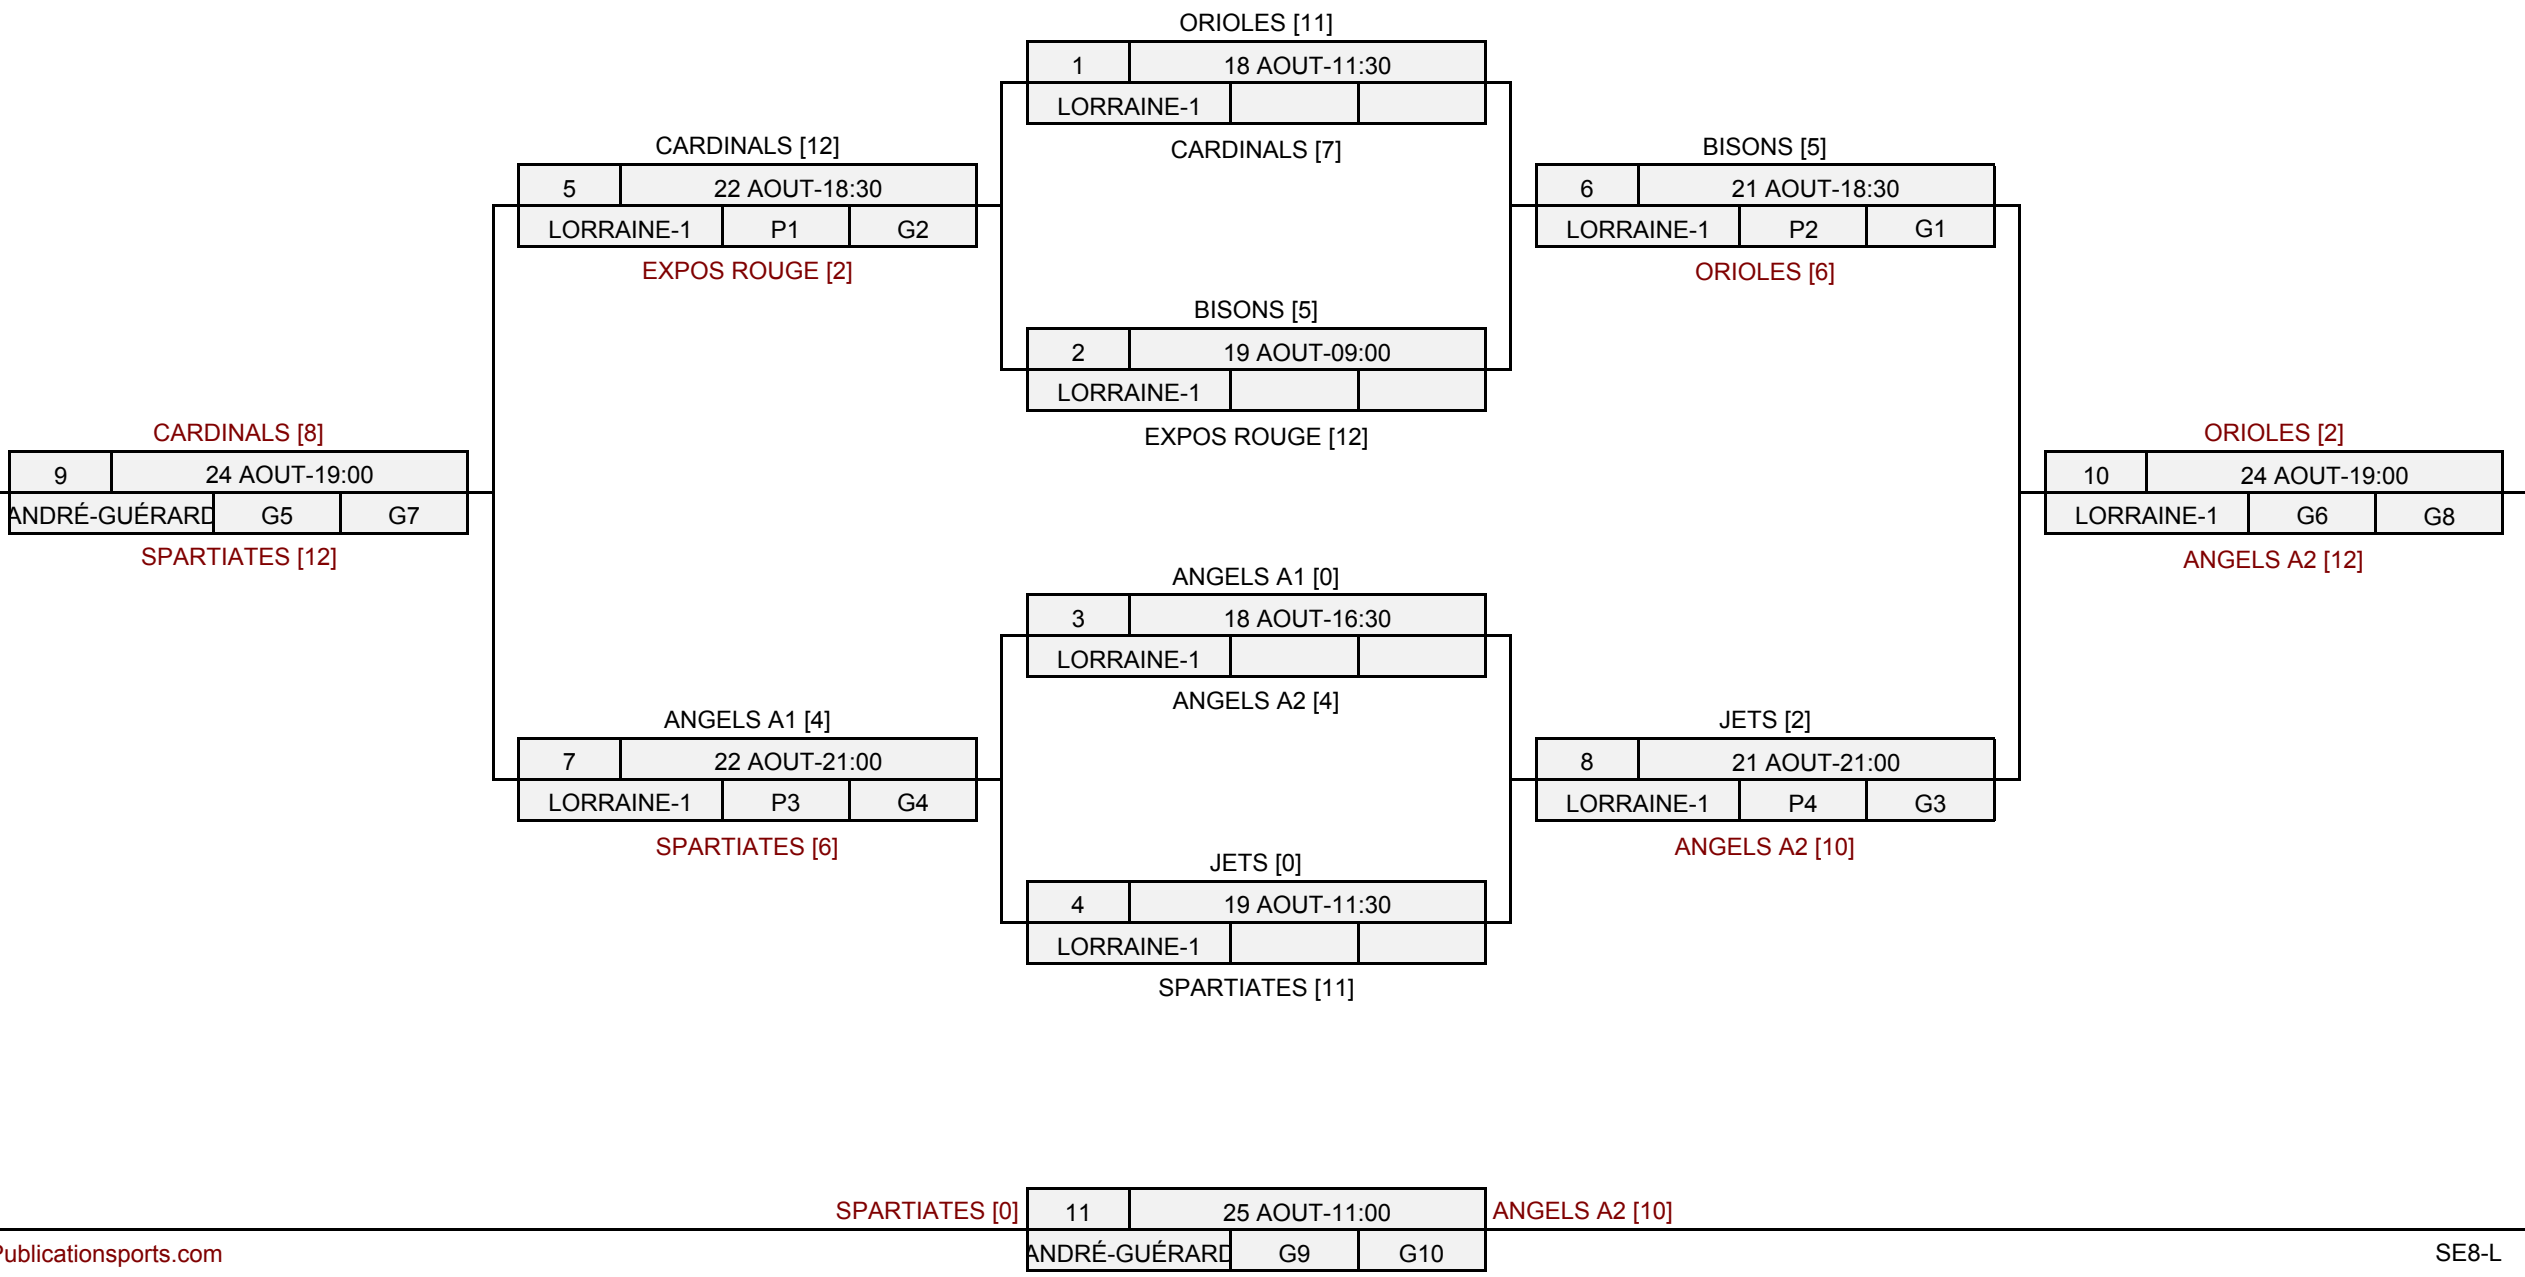 ORIOLES [11]
1 18 AOUT-11:30
LORRAINE-1
CARDINALS [7]
CARDINALS [12]
5 22 AOUT-18:30
LORRAINE-1 P1 G2
EXPOS ROUGE [2]
BISONS [5]
6 21 AOUT-18:30
LORRAINE-1 P2 G1
ORIOLES [6]
BISONS [5]
2 19 AOUT-09:00
LORRAINE-1
EXPOS ROUGE [12]
CARDINALS [8]
9 24 AOUT-19:00
ANDRÉ-GUÉRARD G5 G7
SPARTIATES [12]
ORIOLES [2]
10 24 AOUT-19:00
LORRAINE-1 G6 G8
ANGELS A2 [12]
ANGELS A1 [0]
3 18 AOUT-16:30
LORRAINE-1
ANGELS A2 [4]
ANGELS A1 [4]
7 22 AOUT-21:00
LORRAINE-1 P3 G4
SPARTIATES [6]
JETS [2]
8 21 AOUT-21:00
LORRAINE-1 P4 G3
ANGELS A2 [10]
JETS [0]
4 19 AOUT-11:30
LORRAINE-1
SPARTIATES [11]
SPARTIATES [0] 11 25 AOUT-11:00 ANGELS A2 [10]
ANDRÉ-GUÉRARD G9 G10
Publicationsports.com
SE8-L